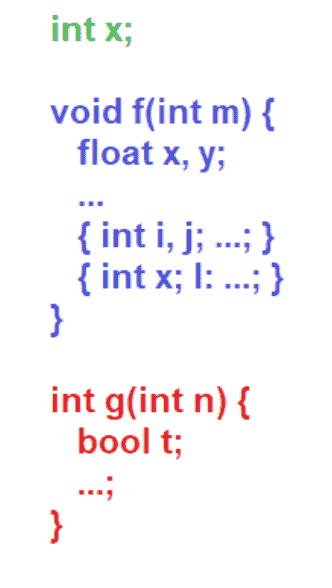 int x;
void f(int m) {
float x, y;
...
{ int i, j; ...; }
{ int x; l: ...; }
}
int g(int n) {
bool t;
...;
}